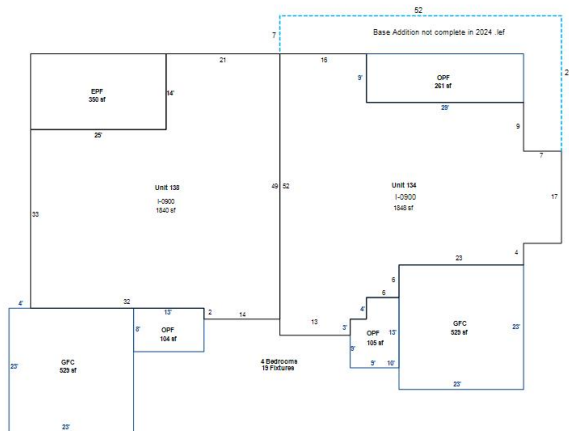 52
Base Addition not complete in 2024 .lef
7
2
21
16
EPF
350 sf
14'
9'
OPF
261 sf
25'
29'
9
7
Unit 138
I-0900
1840 sf
49
52
Unit 134
I-0900
1848 sf
17
33
4
23
6
6
4'
32
13'
2
14
4'
3'
13
8'
OPF
104 sf
OPF
105 sf
13'
GFC
529 sf
23'
23'
GFC
529 sf
4 Bedrooms
19 Fixtures
9'
10'
23'
23'